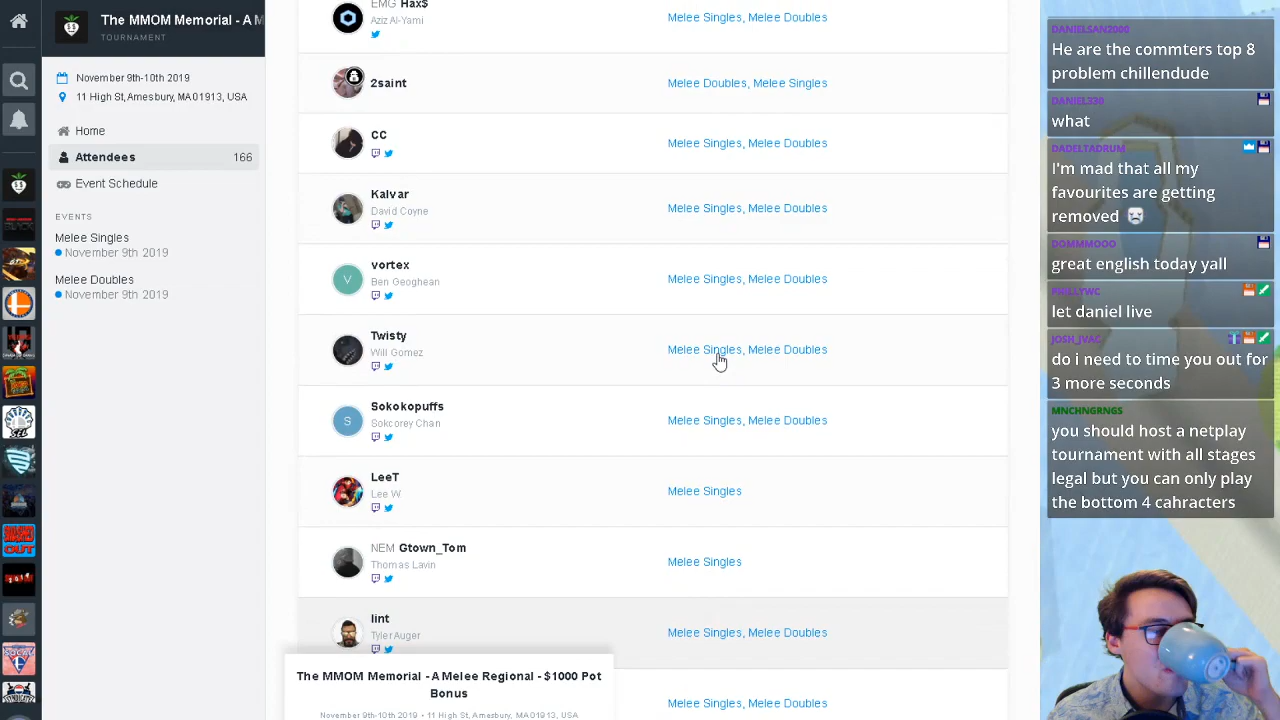 The MMOM Memorial - A M
TOURNAMENT
November 9th-10th 2019
11 High St, Amesbury, MA 01913, USA
Home
Attendees 166
Event Schedule
EVENTS
Melee Singles
November 9th 2019
Melee Doubles
November 9th 2019
EMG Hax$
Aziz Al-Yami
Melee Singles, Melee Doubles
2saint
Melee Doubles, Melee Singles
CC
Melee Singles, Melee Doubles
Kalvar
David Coyne
Melee Singles, Melee Doubles
V
vortex
Ben Geoghean
Melee Singles, Melee Doubles
Twisty
Will Gomez
Melee Singles, Melee Doubles
S
Sokokopuffs
Sokcorey Chan
Melee Singles, Melee Doubles
LeeT
Lee W.
Melee Singles
NEM Gtown_Tom
Thomas Lavin
Melee Singles
lint
Tyler Auger
Melee Singles, Melee Doubles
Melee Singles, Melee Doubles
The MMOM Memorial - A Melee Regional - $1000 Pot
Bonus
November 9th-10th 2019 • 11 High St, Amesbury, MA 01913, USA
DANIELSAN2000
He are the commters top 8
problem chillendude
DANIEL330
what
DADELTADRUM
I'm mad that all my
favourites are getting
removed
DOMMMOOO
great english today yall
PHILLYWC
let daniel live
JOSH_JVAC
do i need to time you out for
3 more seconds
MNCHNGRNGS
you should host a netplay
tournament with all stages
legal but you can only play
the bottom 4 cahracters